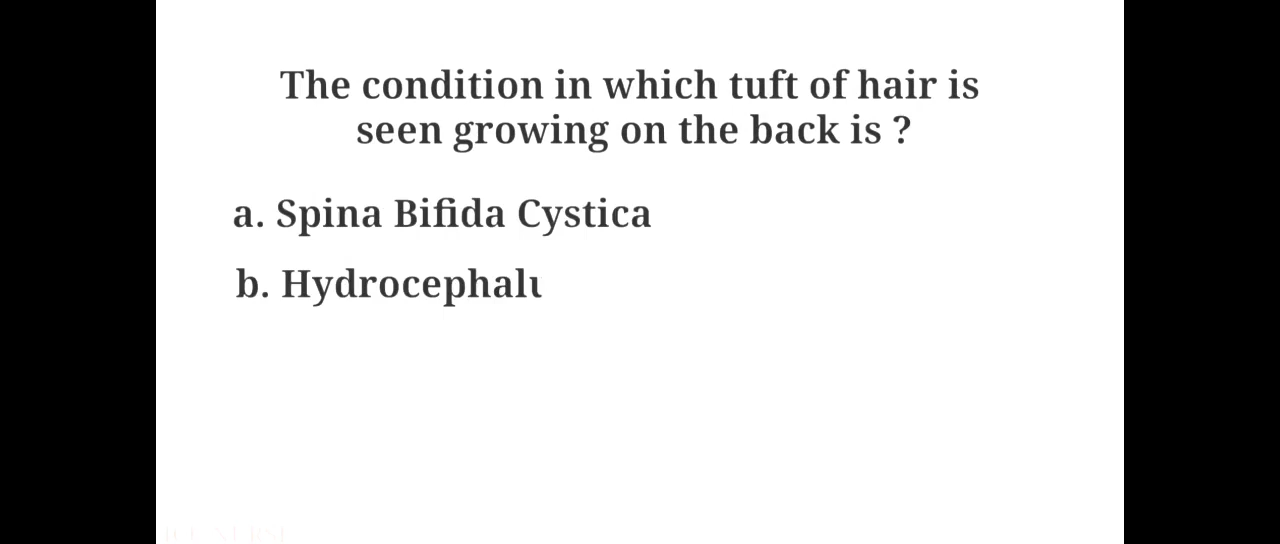 The condition in which tuft of hair is
seen growing on the back is ?
a. Spina Bifida Cystica
b. Hydrocephalı